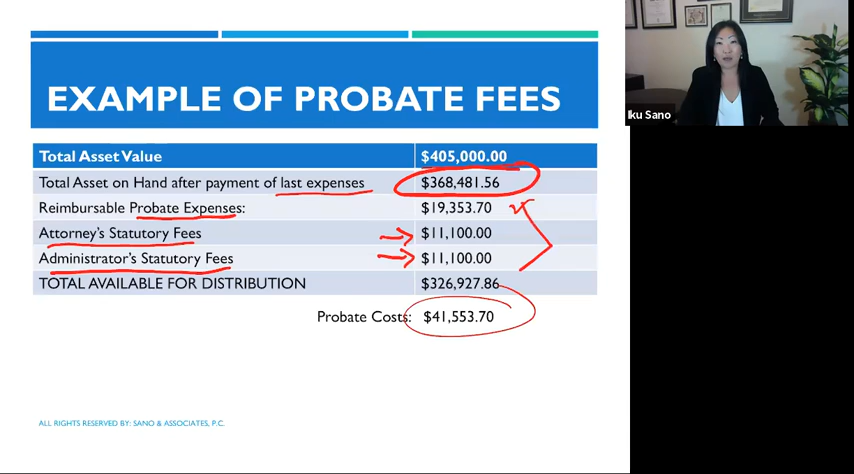 EXAMPLE OF PROBATE FEES
Total Asset Value $405,000.00
Total Asset on Hand after payment of last expenses $368,481.56
Reimbursable Probate Expenses: $19,353.70
Attorney's Statutory Fees $11,100.00
Administrator's Statutory Fees $11,100.00
TOTAL AVAILABLE FOR DISTRIBUTION $326,927.86
Probate Costs: $41,553.70
ALL RIGHTS RESERVED BY: SANO & ASSOCIATES, P.C.
Iku Sano